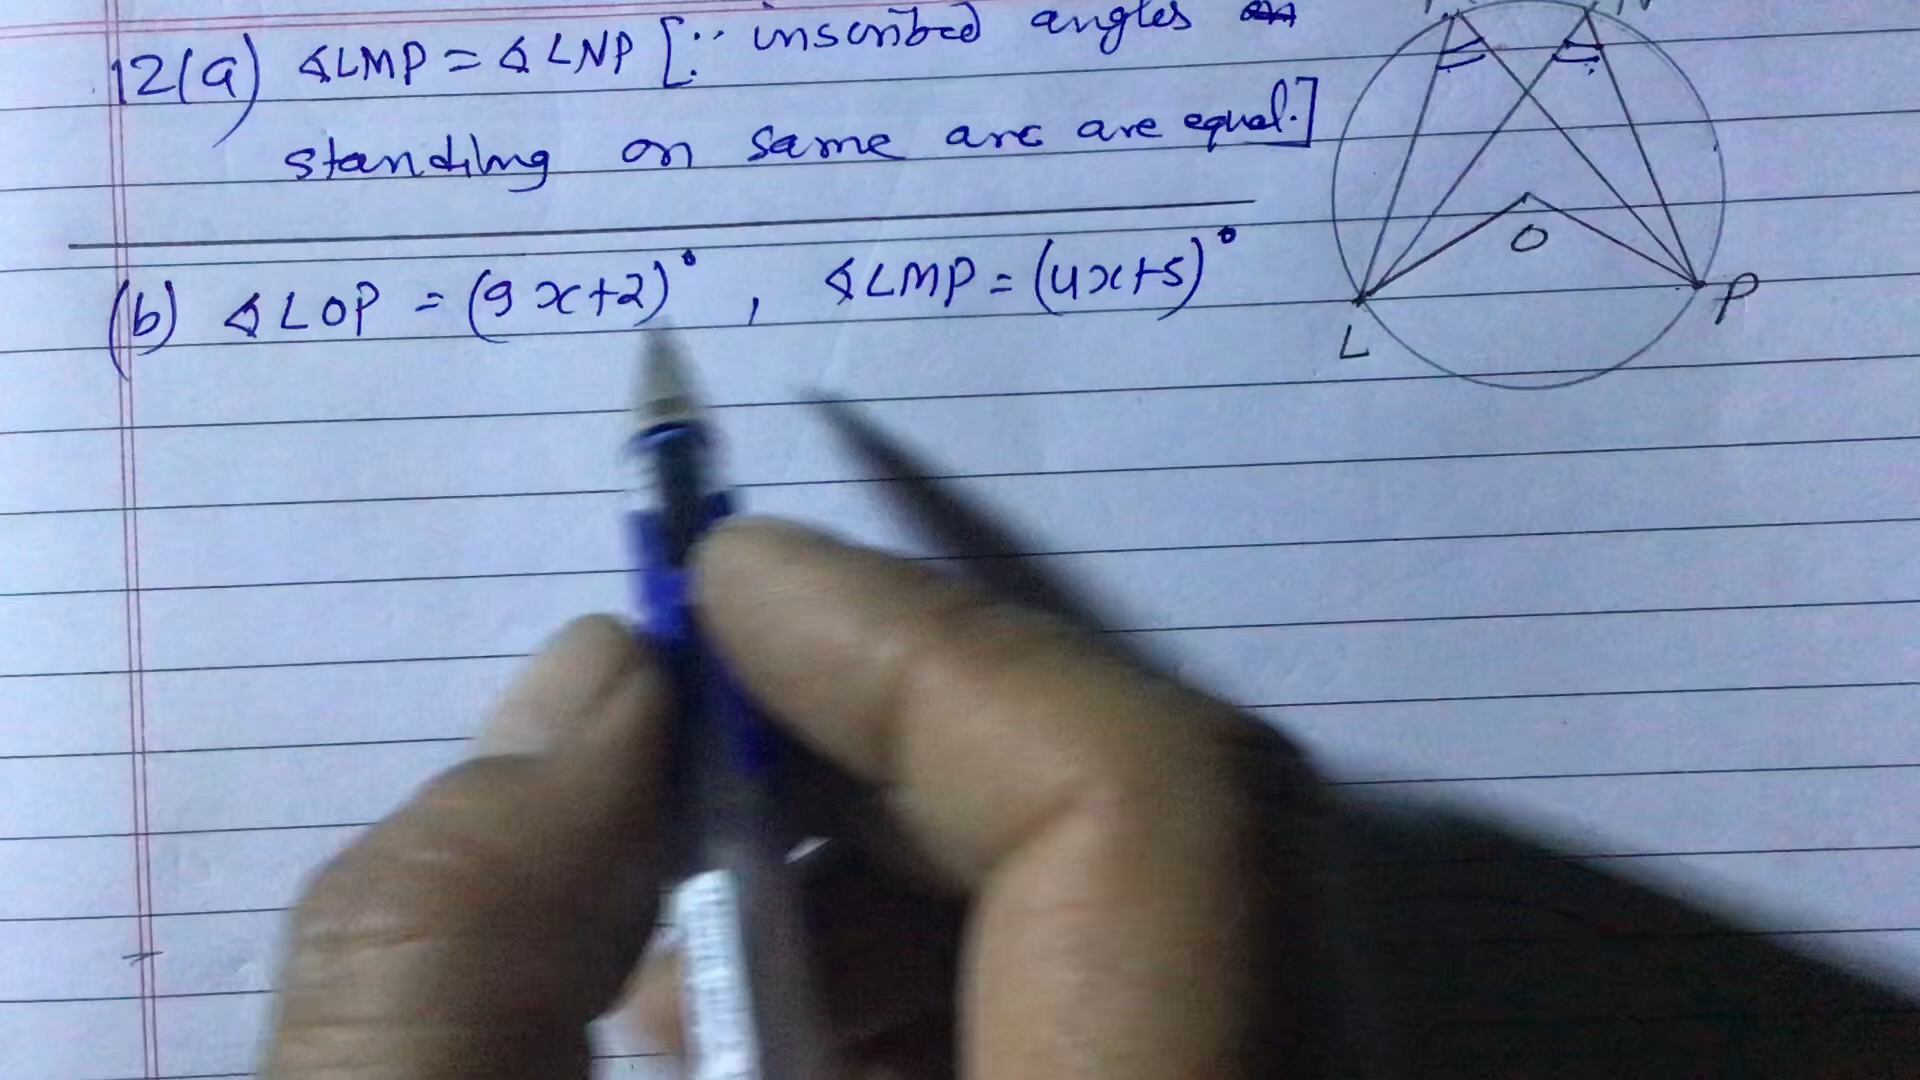 12(a) ∡LMP = ∡LNP [∵ inscribed angles
standing on same arc are equal.]
(b) ∡LOP = (9x+2)°, ∡LMP = (4x+5)°
O
L
P